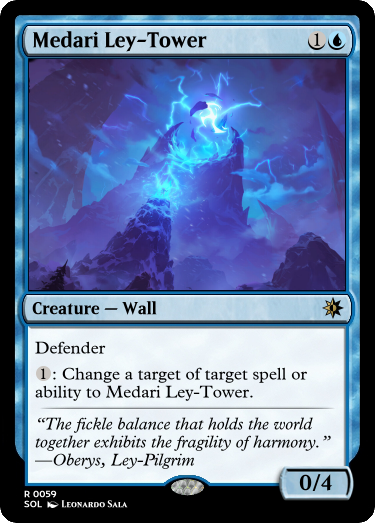 Medari Ley-Tower 1
Creature — Wall
Defender
1: Change a target of target spell or
ability to Medari Ley-Tower.
“The fickle balance that holds the world
together exhibits the fragility of harmony.”
—Oberys, Ley-Pilgrim
0/4
R 0059
SOL Leonardo Sala